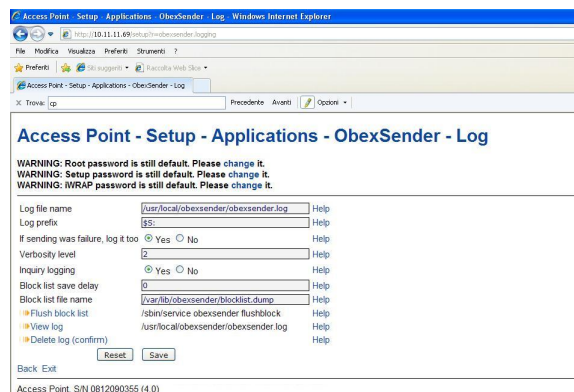 Access Point - Setup - Applications - ObexSender - Log - Windows Internet Explorer
http://10.11.11.69/setup?rwobexsender.logging
File Modifica Visualizza Preferiti Strumenti ?
Preferiti Siti suggeriti Raccolta Web Slice
Access Point - Setup - Applications - ObexSender - Log
X Trova: cp Precedente Avanti Opzioni
Access Point - Setup - Applications - ObexSender - Log
WARNING: Root password is still default. Please change it.
WARNING: Setup password is still default. Please change it.
WARNING: iWRAP password is still default. Please change it.
Log file name /usr/local/obexsender/obexsender.log Help
Log prefix $S: Help
If sending was failure, log it too Yes No Help
Verbosity level 2 Help
Inquiry logging Yes No Help
Block list save delay 0 Help
Block list file name /var/lib/obexsender/blocklist.dump Help
Flush block list /sbin/service obexsender flushblock Help
View log /usr/local/obexsender/obexsender.log Help
Delete log (confirm) Help
Reset Save
Back Exit
Access Point, S/N 0812090355 (4.0)